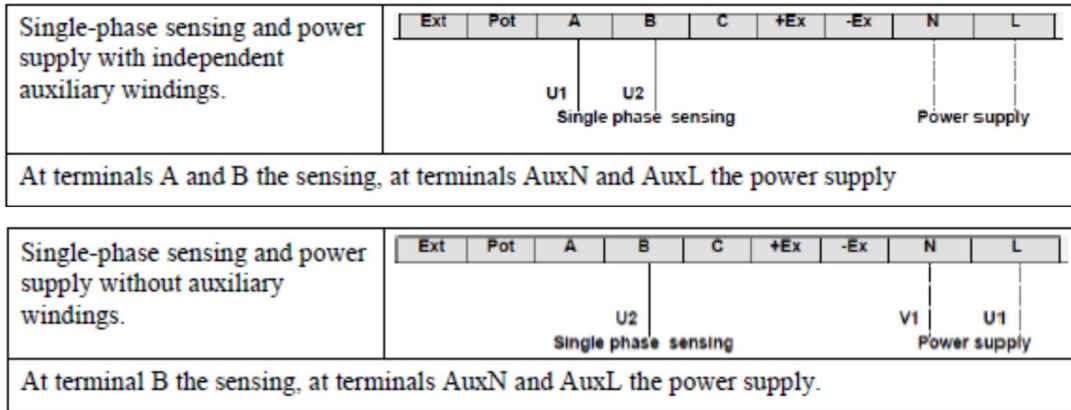 Single-phase sensing and power
supply with independent
auxiliary windings.
Ext Pot A B C +Ex -Ex N L
U1 U2
Single phase sensing Power supply
At terminals A and B the sensing, at terminals AuxN and AuxL the power supply
Single-phase sensing and power
supply without auxiliary
windings.
Ext Pot A B C +Ex -Ex N L
U2 V1 U1
Single phase sensing Power supply
At terminal B the sensing, at terminals AuxN and AuxL the power supply.